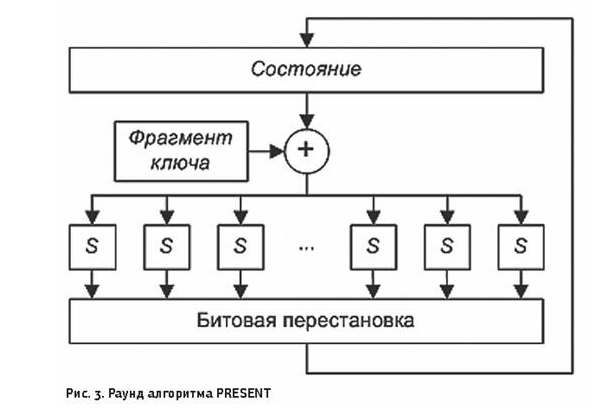 Состояние
Фрагмент
ключа
+
S S S ... S S S
Битовая перестановка
Рис. 3. Раунд алгоритма PRESENT